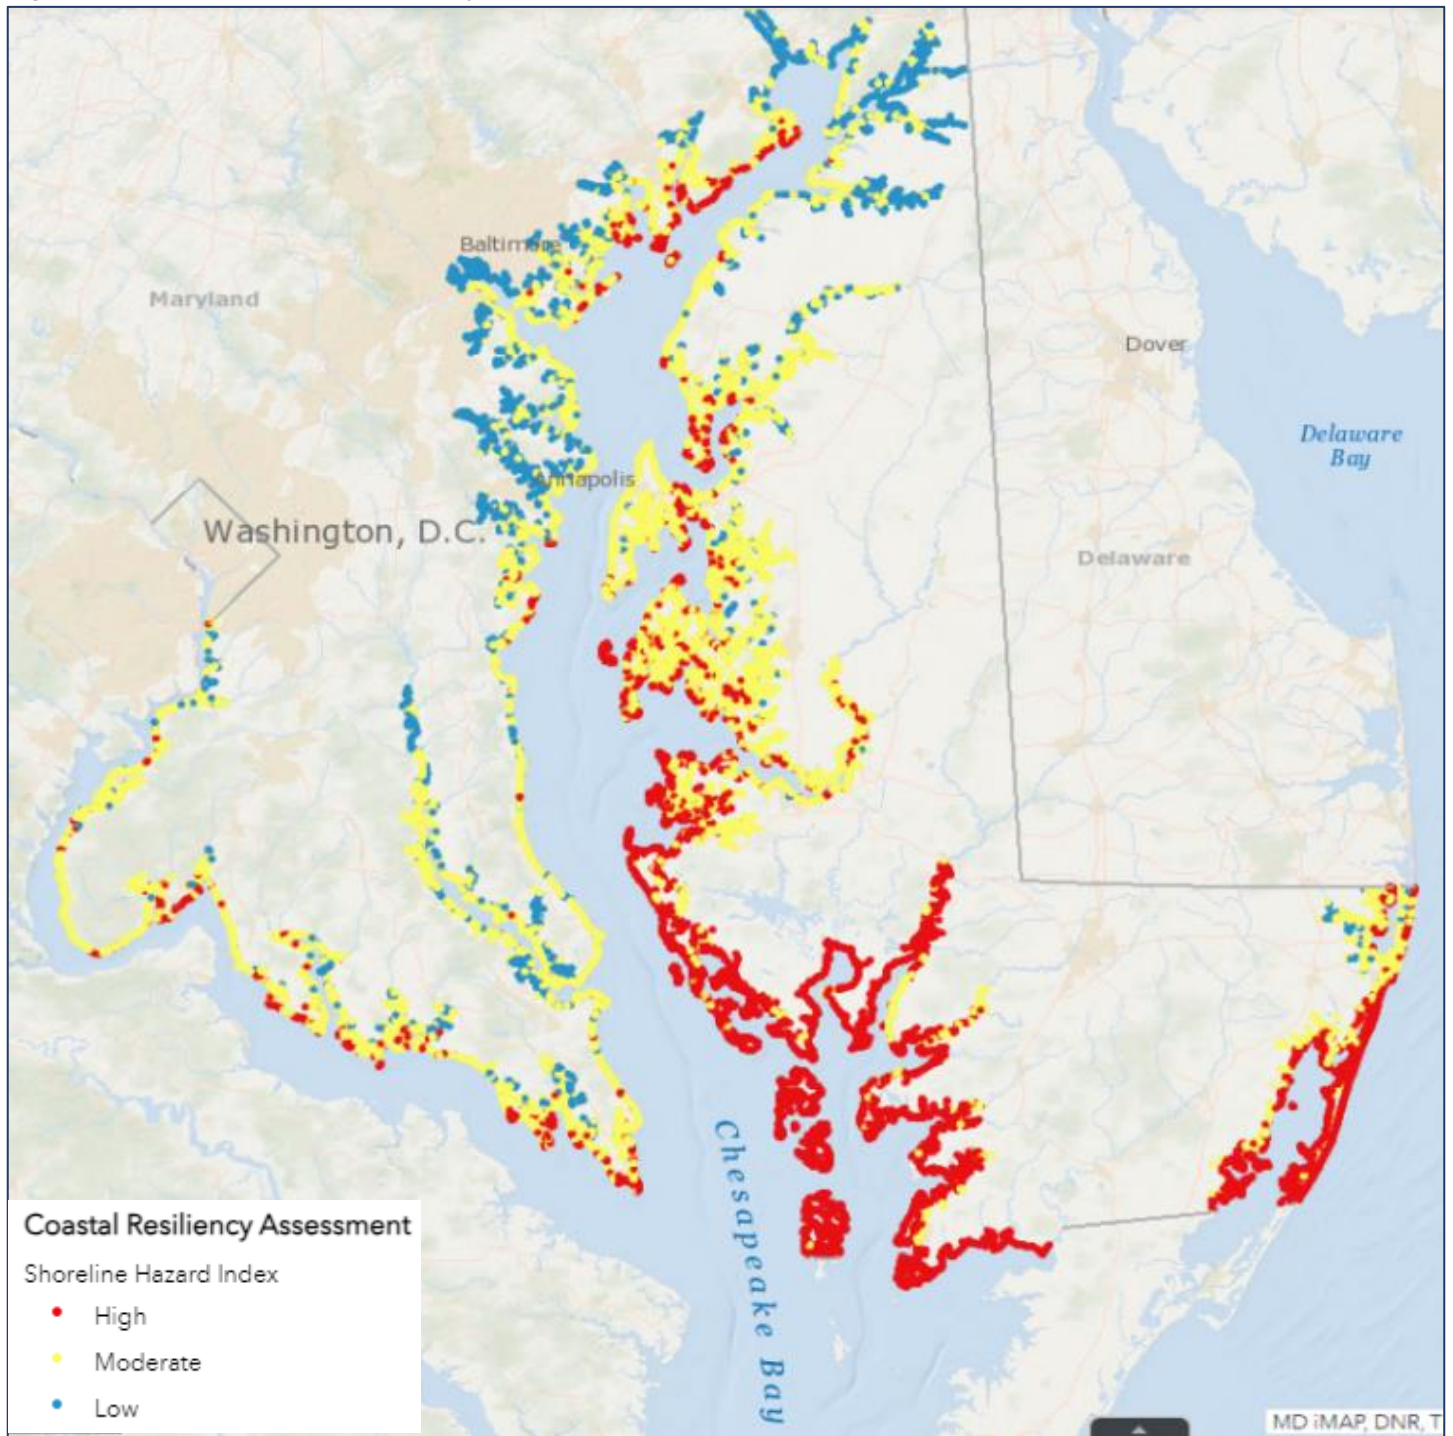 Baltimore
Maryland
Dover
Delaware
Bay
Annapolis
Washington, D.C.
Delaware
Chesapeake Bay
Coastal Resiliency Assessment
Shoreline Hazard Index
High
Moderate
Low
MD iMAP, DNR, T